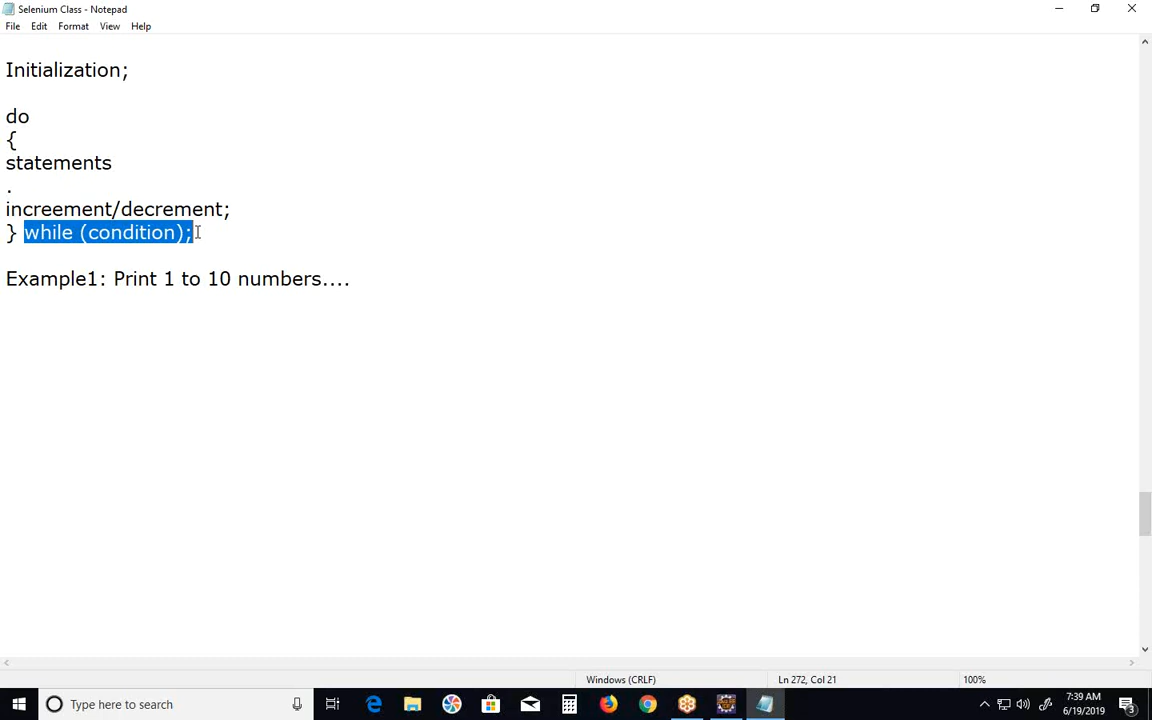 Selenium Class - Notepad
File Edit Format View Help
Initialization;
do
{
statements
.
increement/decrement;
} while (condition);
Example1: Print 1 to 10 numbers....
Windows (CRLF) Ln 272, Col 21 100%
Type here to search
7:39 AM
6/19/2019
3